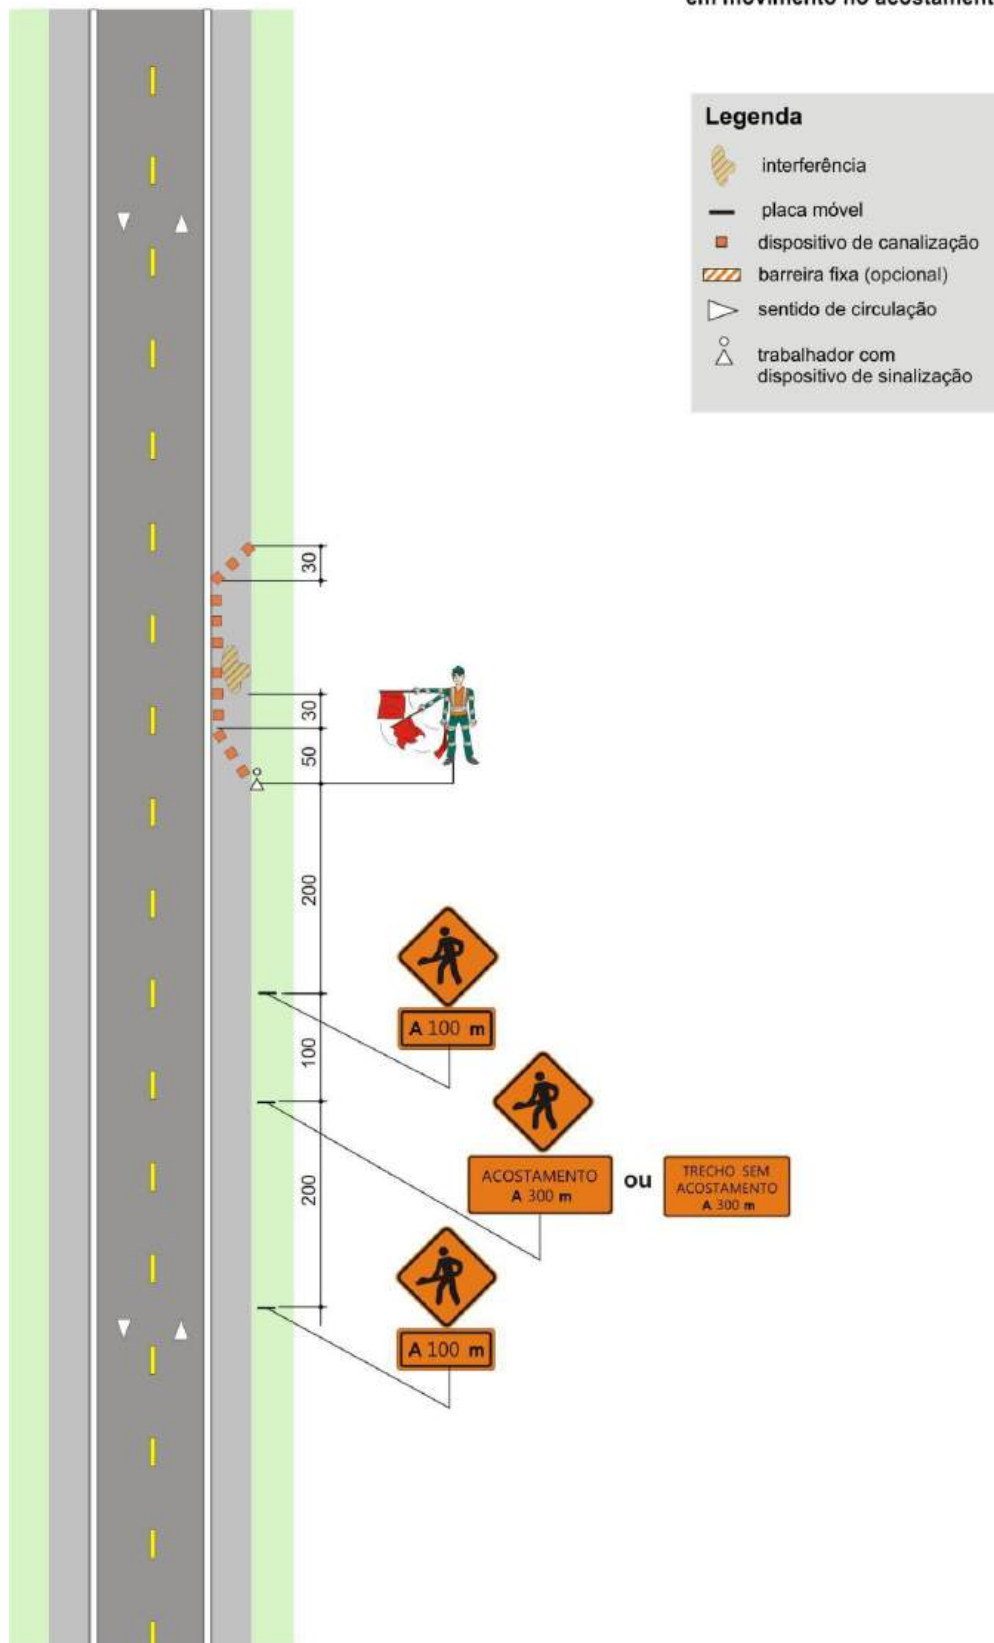 em movimento no acostament
Legenda
interferência
placa móvel
dispositivo de canalização
barreira fixa (opcional)
sentido de circulação
trabalhador com
dispositivo de sinalização
30
30
50
200
A 100 m
100
ACOSTAMENTO
A 300 m
ou
TRECHO SEM
ACOSTAMENTO
A 300 m
200
A 100 m